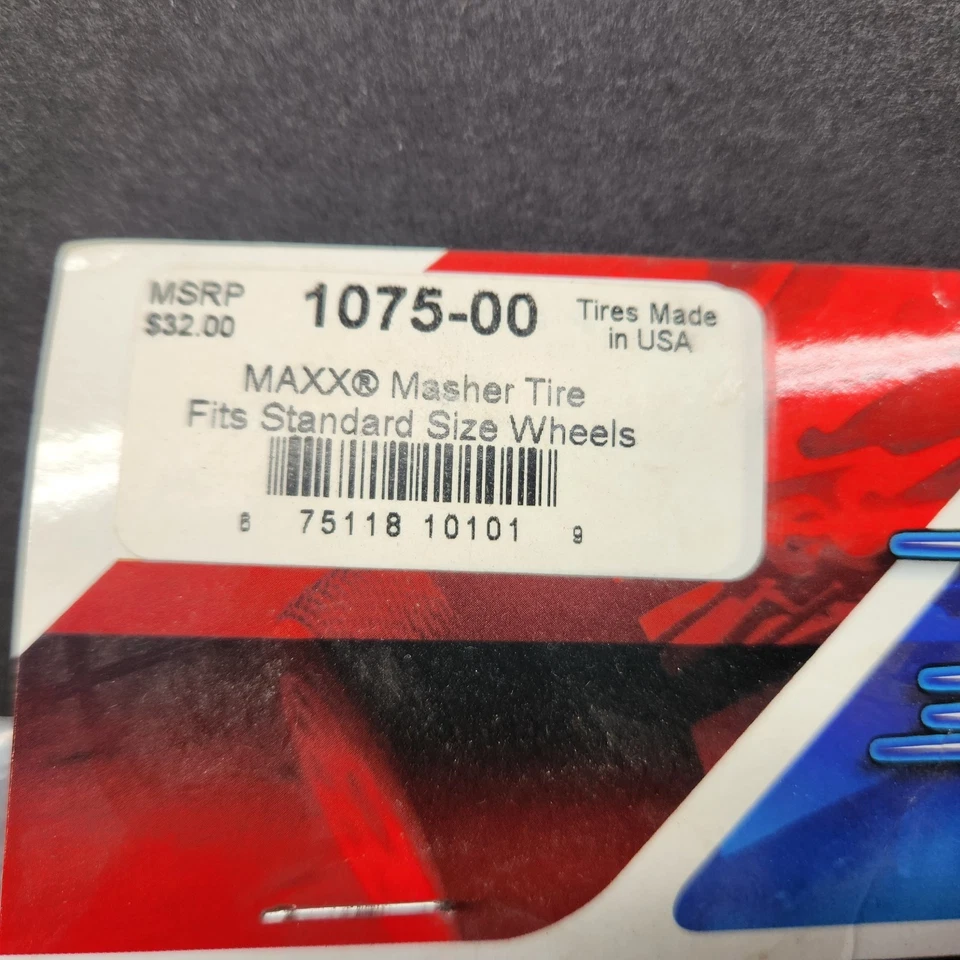 MSRP
$32.00
1075-00
Tires Made
in USA
MAXX® Masher Tire
Fits Standard Size Wheels
6 75118 10101 9